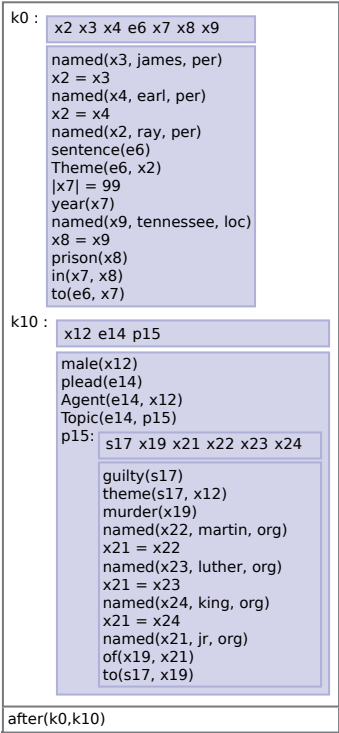 k0 :
x2 x3 x4 e6 x7 x8 x9
named(x3, james, per)
x2 = x3
named(x4, earl, per)
x2 = x4
named(x2, ray, per)
sentence(e6)
Theme(e6, x2)
|x7| = 99
year(x7)
named(x9, tennessee, loc)
x8 = x9
prison(x8)
in(x7, x8)
to(e6, x7)
k10 :
x12 e14 p15
male(x12)
plead(e14)
Agent(e14, x12)
Topic(e14, p15)
p15:
s17 x19 x21 x22 x23 x24
guilty(s17)
theme(s17, x12)
murder(x19)
named(x22, martin, org)
x21 = x22
named(x23, luther, org)
x21 = x23
named(x24, king, org)
x21 = x24
named(x21, jr, org)
of(x19, x21)
to(s17, x19)
after(k0,k10)